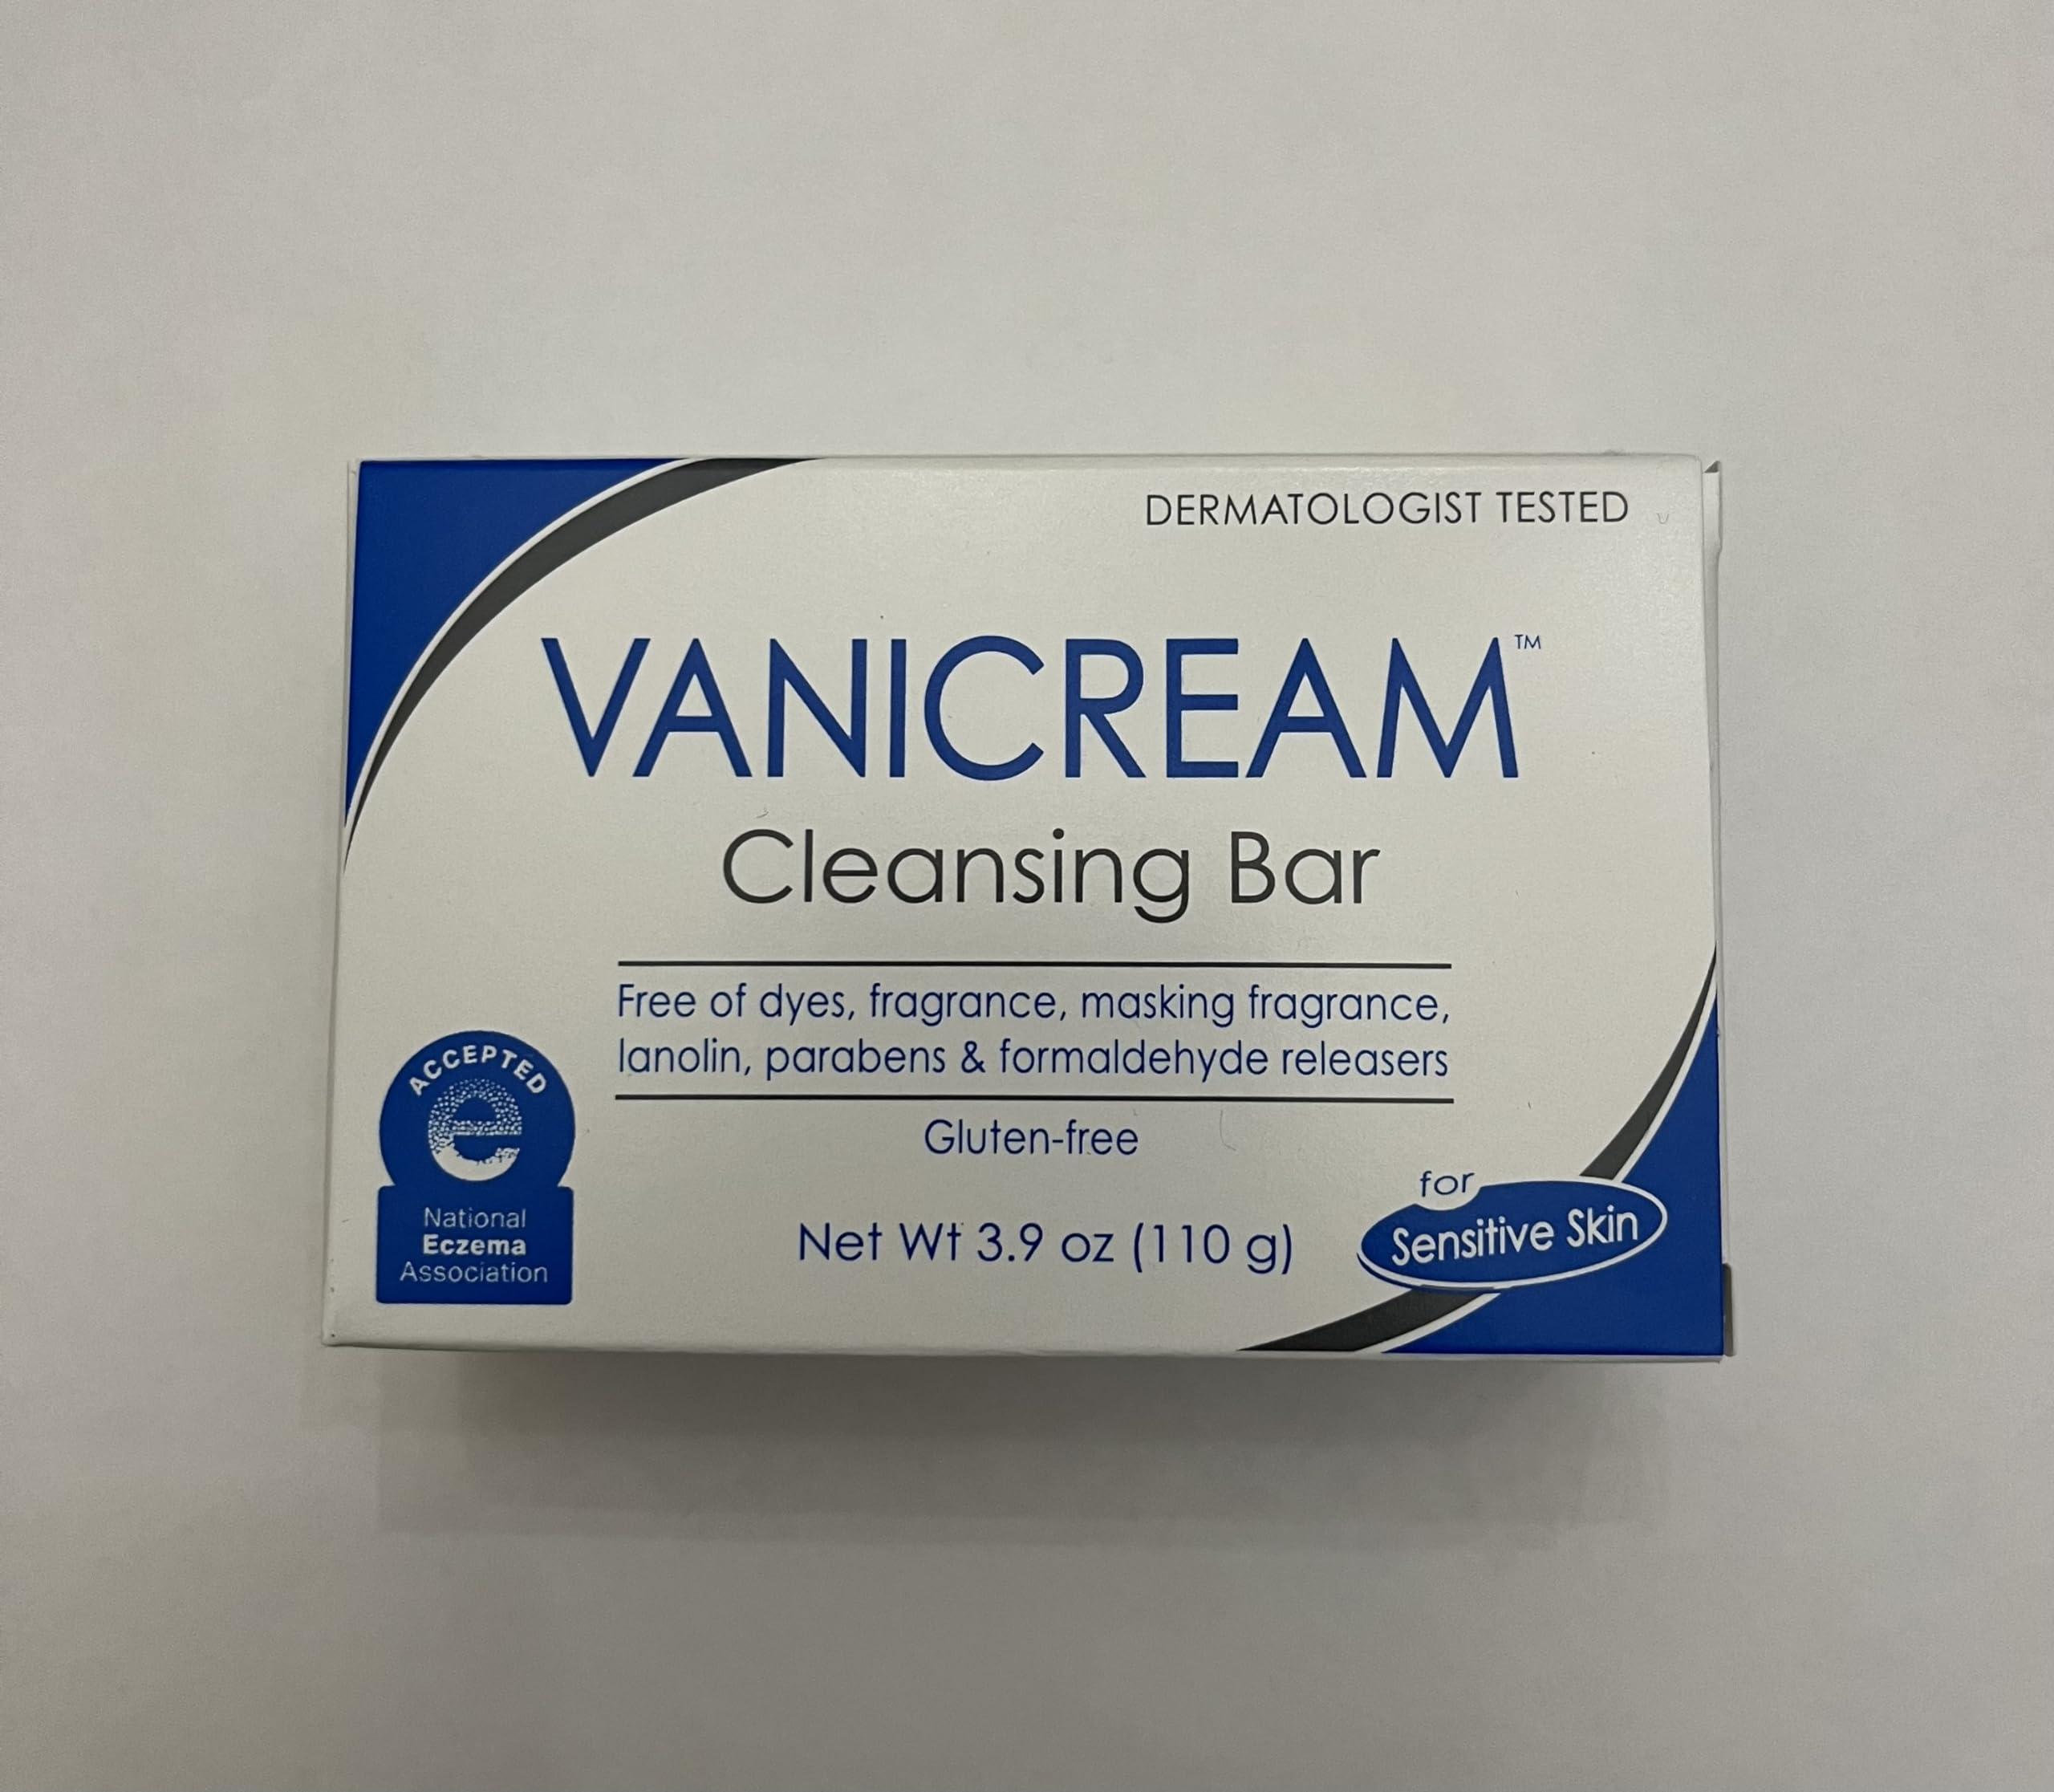 DERMATOLOGIST TESTED
VANICREAM™
Cleansing Bar
Free of dyes, fragrance, masking fragrance,
lanolin, parabens & formaldehyde releasers
Gluten-free
ACCEPTED
e
National
Eczema
Association
Net Wt 3.9 oz (110 g)
for
Sensitive Skin